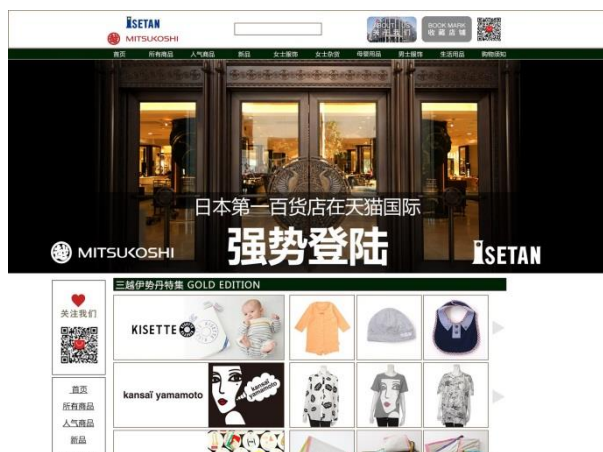 ISETAN
MITSUKOSHI
BOOK MARK
收藏店铺
首页 所有商品 人气商品 新品 女士服饰 女士杂货 母婴用品 男士服饰 生活用品 购物须知
日本第一百货店在天猫国际
强势登陆
MITSUKOSHI
ISETAN
三越伊势丹特集 GOLD EDITION
关注我们
KISETTE
kansaï yamamoto
kansaï yamamoto
首页
所有商品
人气商品
新品